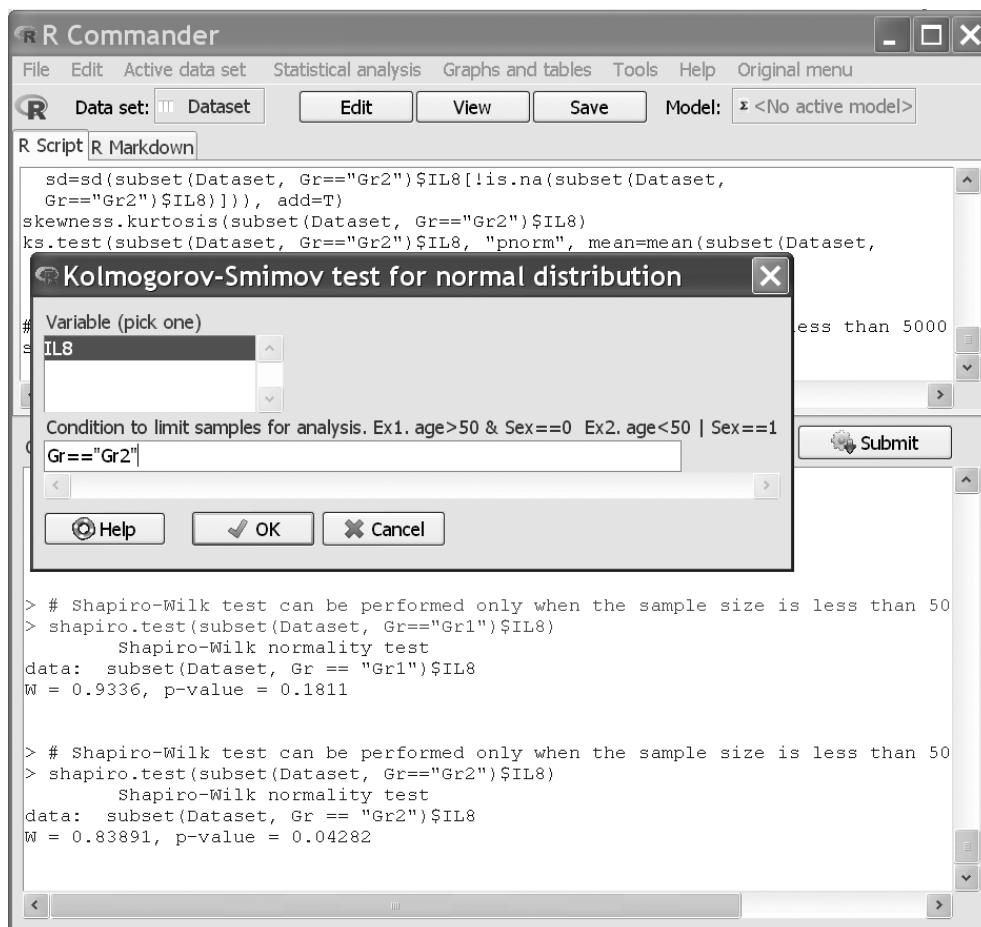 R R Commander
File Edit Active data set Statistical analysis Graphs and tables Tools Help Original menu
R Data set: Dataset Edit View Save Model: Σ <No active model>
R Script R Markdown
sd=sd(subset(Dataset, Gr=="Gr2")$IL8[!is.na(subset(Dataset,
Gr=="Gr2")$IL8)])), add=T)
skewness.kurtosis(subset(Dataset, Gr=="Gr2")$IL8)
ks.test(subset(Dataset, Gr=="Gr2")$IL8, "pnorm", mean=mean(subset(Dataset,
Kolmogorov-Smimov test for normal distribution
Variable (pick one)
# ess than 5000
IL8
s
Condition to limit samples for analysis. Ex1. age>50 & Sex==0 Ex2. age<50 | Sex==1
Gr=="Gr2"
Submit
Help OK Cancel
> # Shapiro-Wilk test can be performed only when the sample size is less than 50
> shapiro.test(subset(Dataset, Gr=="Gr1")$IL8)
Shapiro-Wilk normality test
data: subset(Dataset, Gr == "Gr1")$IL8
W = 0.9336, p-value = 0.1811
> # Shapiro-Wilk test can be performed only when the sample size is less than 50
> shapiro.test(subset(Dataset, Gr=="Gr2")$IL8)
Shapiro-Wilk normality test
data: subset(Dataset, Gr == "Gr2")$IL8
W = 0.83891, p-value = 0.04282